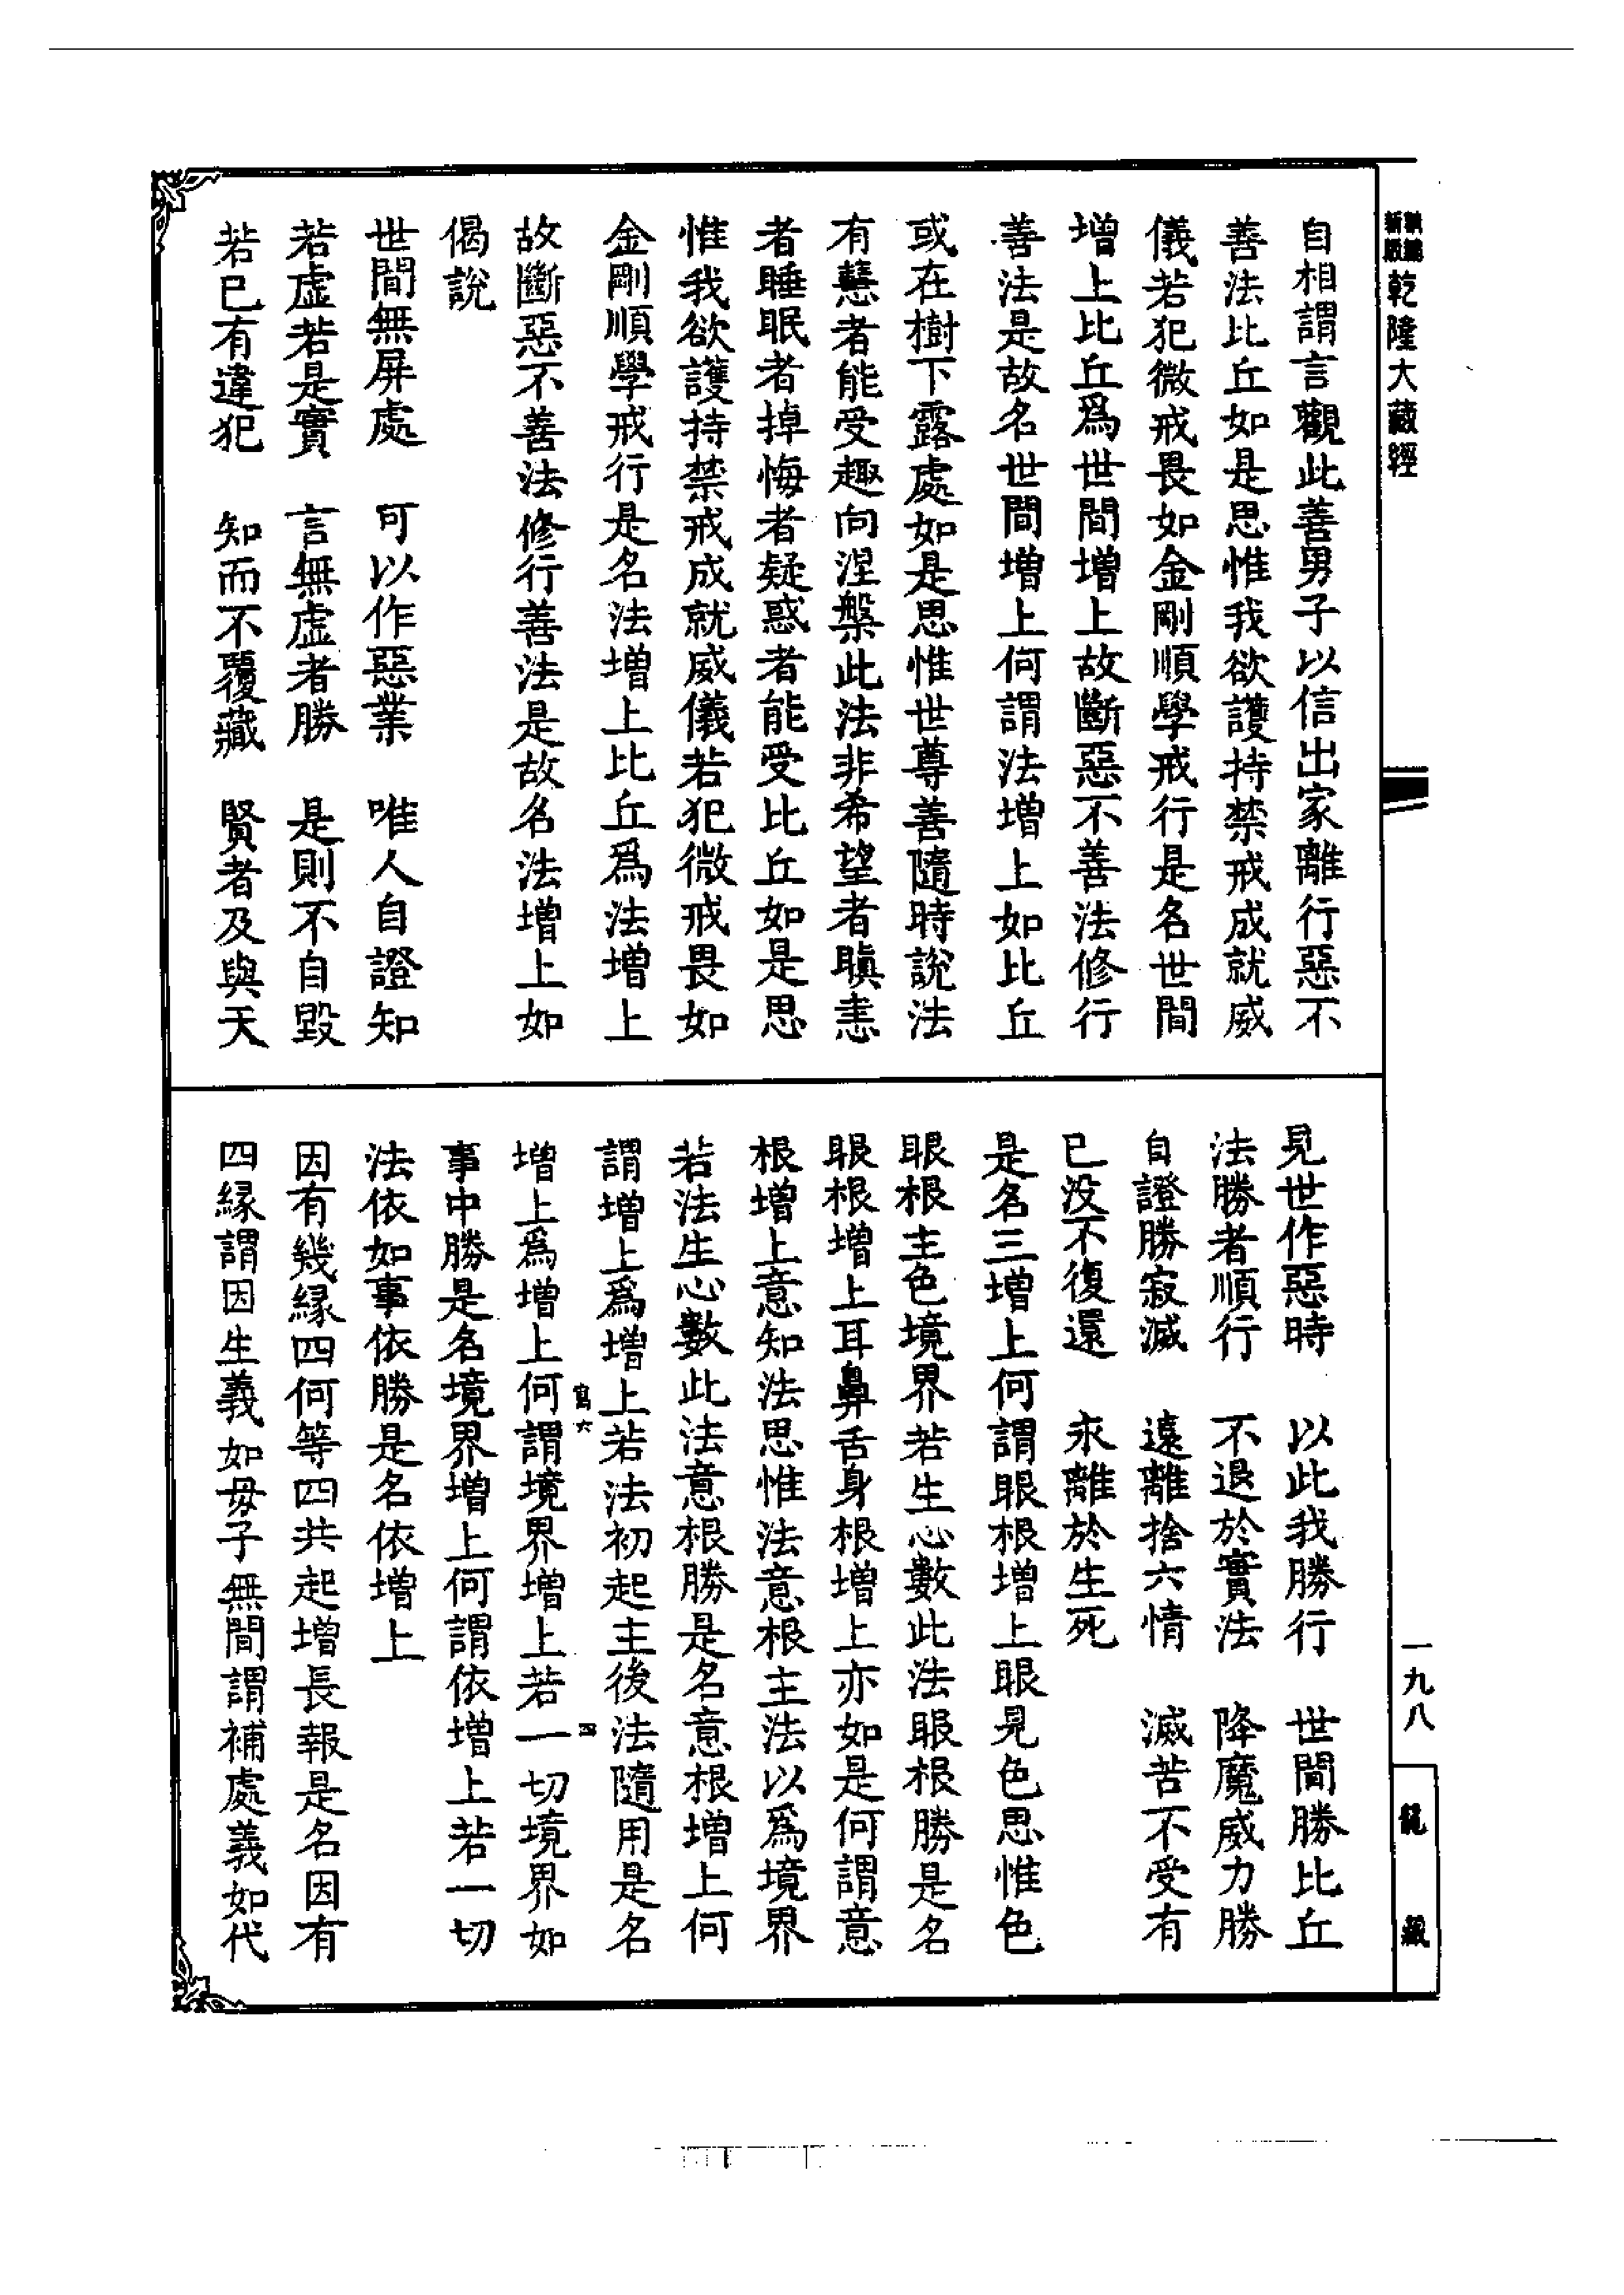 乾隆大藏經
自相謂言觀此善男子以信出家離行惡不
善法比丘如是思惟我欲護持禁戒成就威
儀若犯微戒畏如金剛順學戒行是名世間
增上比丘爲世間增上故斷惡不善法修行
善法是故名世間增上何謂法增上如比丘
或在樹下露處如是思惟世尊善隨時說法
有慧者能受趣向涅槃此法非希望者瞋恚
者睡眠者掉悔者疑惑者能受比丘如是思
惟我欲護持禁戒成就威儀若犯微戒畏如
金剛順學戒行是名法增上比丘爲法增上
故斷惡不善法修行善法是故名法增上如
偈說
世間無屏處　可以作惡業　唯人自證知
若虛若是實　言無虛者勝　是則不自毀
若已有違犯　知而不覆藏　賢者及與天
見世作惡時　以此我勝行　世間勝比丘
法勝者順行　不退於實法　降魔威力勝
自證勝寂滅　遠離捨六情　滅苦不受有
已没不復還　永離於生死
是名三增上何謂眼根增上眼見色思惟色
眼根主色境界若生心數此法眼根勝是名
眼根增上耳鼻舌身根增上亦如是何謂意
根增上意知法思惟法意根主法以爲境界
若法生心數此法意根勝是名意根增上何
謂增上爲增上若法初起主後法隨用是名
增上爲增上何謂境界增上若一切境界如
事中勝是名境界增上何謂依增上若一切
法依如事依勝是名依增上
因有幾緣四何等四共起增長報是名因有
四緣謂因生義如毋子無間謂補處義如代
一九八
龍藏